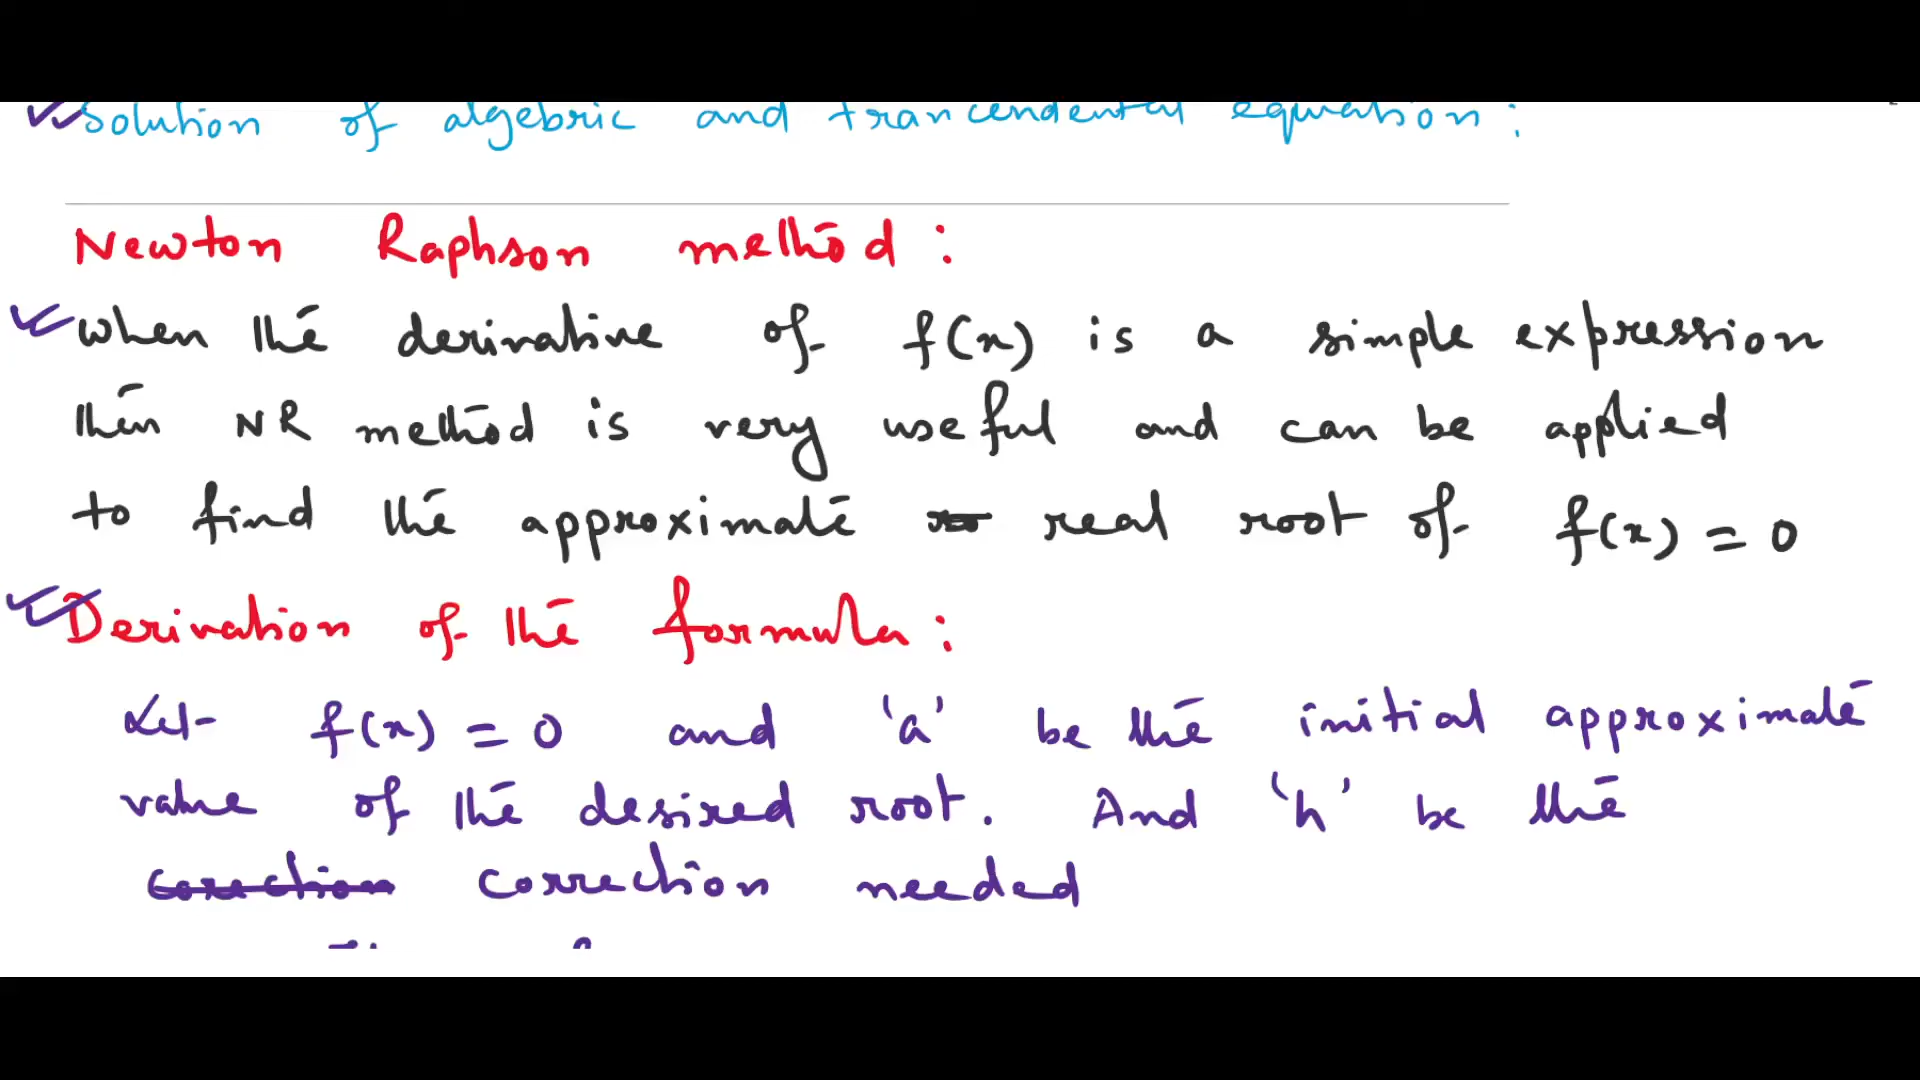 Solution of algebric and trancendental equation:
Newton Raphson method:
When the derivative of f(x) is a simple expression
then NR method is very useful and can be applied
to find the approximate real root of f(x) = 0
Derivation of the formula:
Let f(x) = 0 and 'a' be the initial approximate
value of the desired root. And 'h' be the
corection correction needed